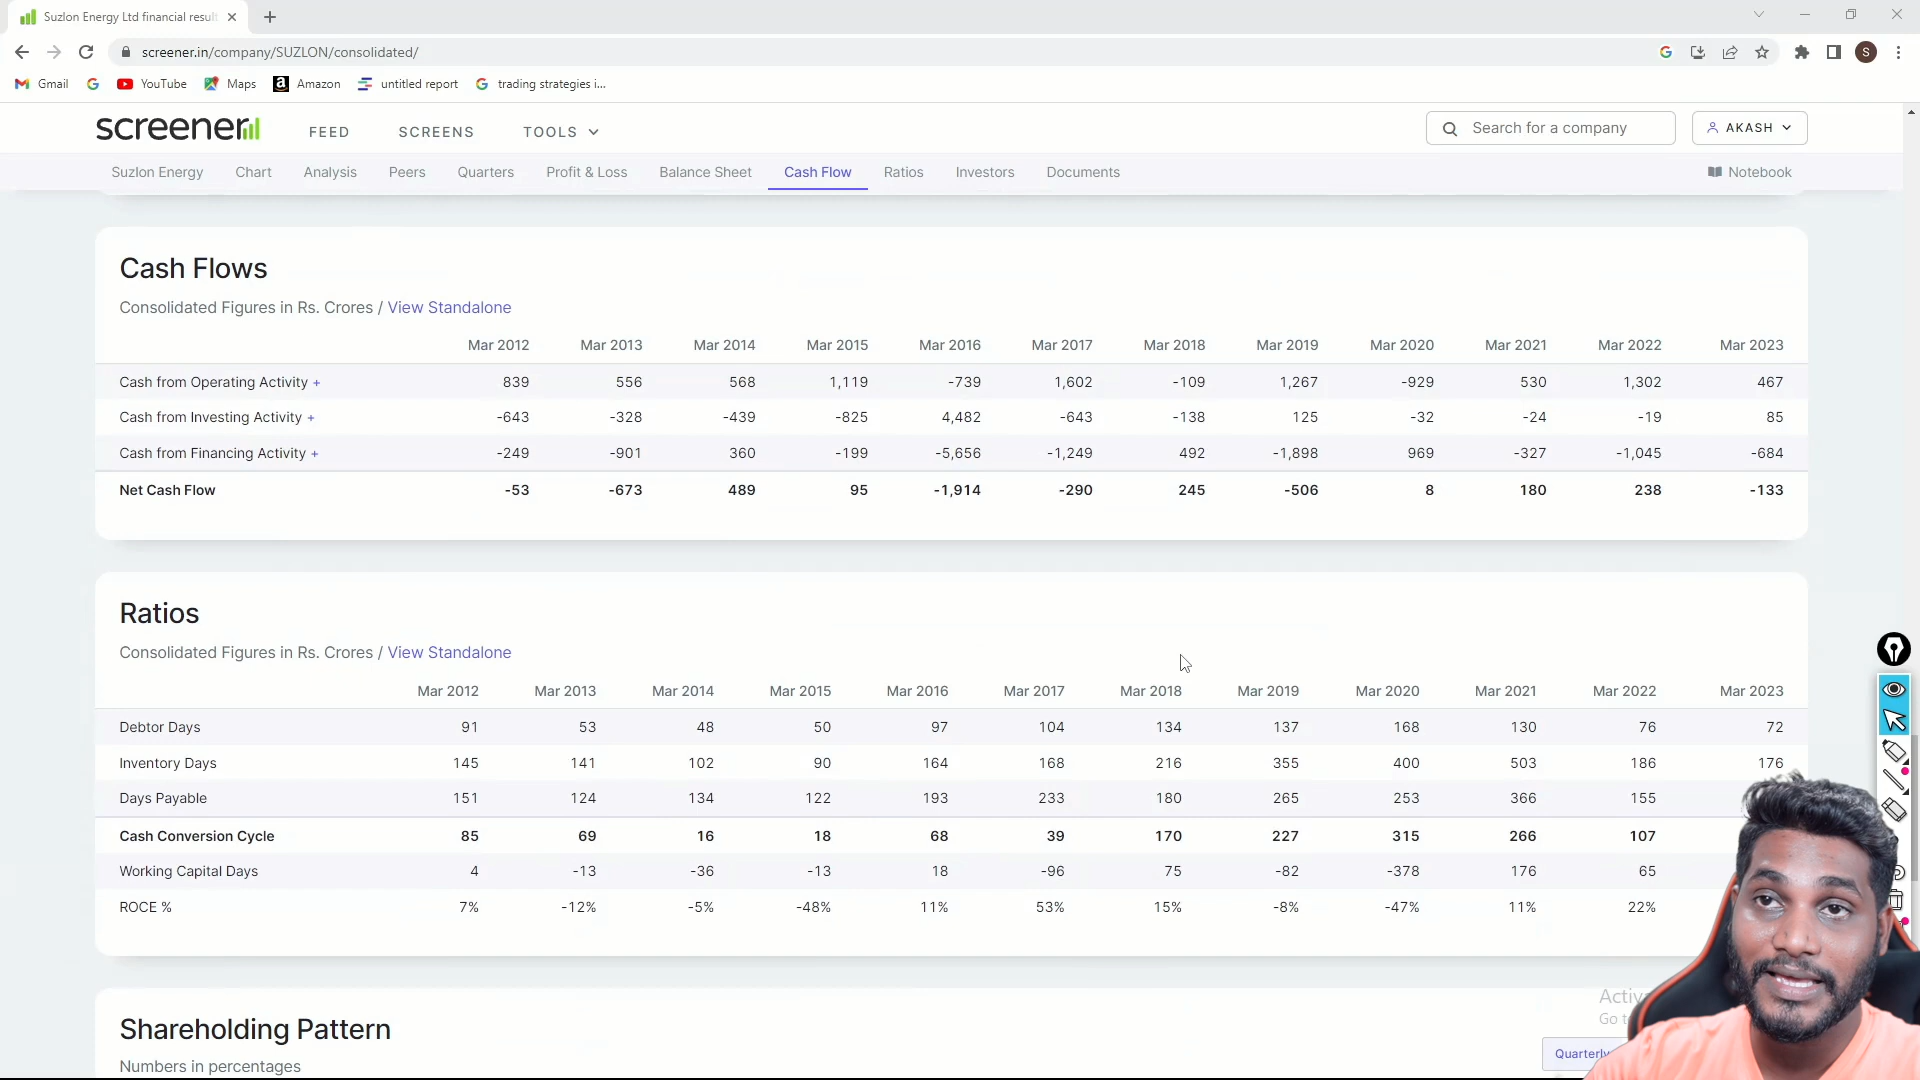 Suzlon Energy Ltd financial result
screener.in/company/SUZLON/consolidated/
S
Gmail YouTube Maps Amazon untitled report trading strategies i...
screener FEED SCREENS TOOLS Search for a company AKASH
Suzlon Energy Chart Analysis Peers Quarters Profit & Loss Balance Sheet Cash Flow Ratios Investors Documents Notebook
Cash Flows
Consolidated Figures in Rs. Crores / View Standalone
Mar 2012 Mar 2013 Mar 2014 Mar 2015 Mar 2016 Mar 2017 Mar 2018 Mar 2019 Mar 2020 Mar 2021 Mar 2022 Mar 2023
Cash from Operating Activity + 839 556 568 1,119 -739 1,602 -109 1,267 -929 530 1,302 467
Cash from Investing Activity + -643 -328 -439 -825 4,482 -643 -138 125 -32 -24 -19 85
Cash from Financing Activity + -249 -901 360 -199 -5,656 -1,249 492 -1,898 969 -327 -1,045 -684
Net Cash Flow -53 -673 489 95 -1,914 -290 245 -506 8 180 238 -133
Ratios
Consolidated Figures in Rs. Crores / View Standalone
Mar 2012 Mar 2013 Mar 2014 Mar 2015 Mar 2016 Mar 2017 Mar 2018 Mar 2019 Mar 2020 Mar 2021 Mar 2022 Mar 2023
Debtor Days 91 53 48 50 97 104 134 137 168 130 76 72
Inventory Days 145 141 102 90 164 168 216 355 400 503 186 176
Days Payable 151 124 134 122 193 233 180 265 253 366 155
Cash Conversion Cycle 85 69 16 18 68 39 170 227 315 266 107
Working Capital Days 4 -13 -36 -13 18 -96 75 -82 -378 176 65
ROCE % 7% -12% -5% -48% 11% 53% 15% -8% -47% 11% 22%
Shareholding Pattern
Numbers in percentages
Quarterly